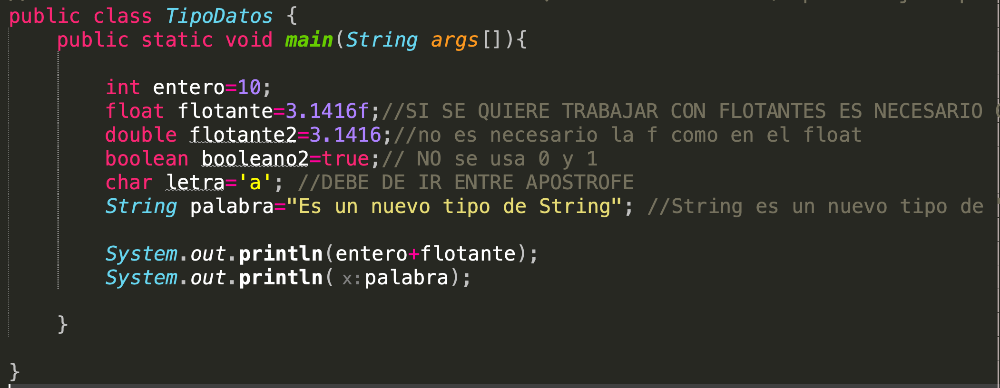 public class TipoDatos {
public static void main(String args[]){
int entero=10;
float flotante=3.1416f;//SI SE QUIERE TRABAJAR CON FLOTANTES ES NECESARIO
double flotante2=3.1416;//no es necesario la f como en el float
boolean booleano2=true;// NO se usa 0 y 1
char letra='a'; //DEBE DE IR ENTRE APOSTROFE
String palabra="Es un nuevo tipo de String"; //String es un nuevo tipo de
System.out.println(entero+flotante);
System.out.println( x: palabra);
}
}